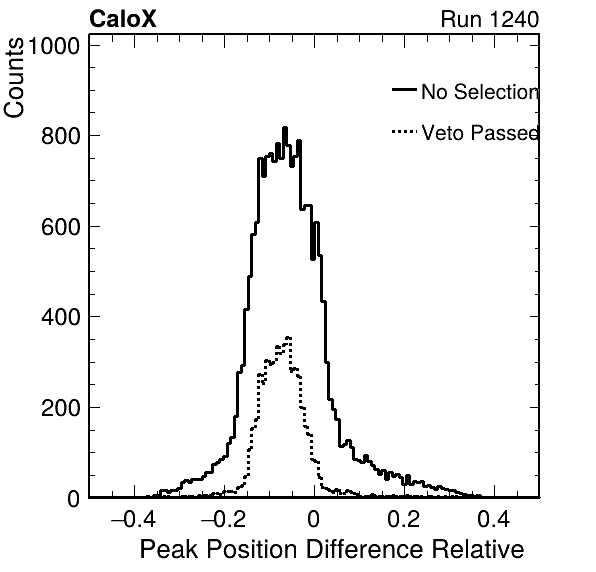 CaloX Run 1240
Counts
1000
800
600
400
200
0
No Selection
Veto Passed
−0.4 −0.2 0 0.2 0.4
Peak Position Difference Relative